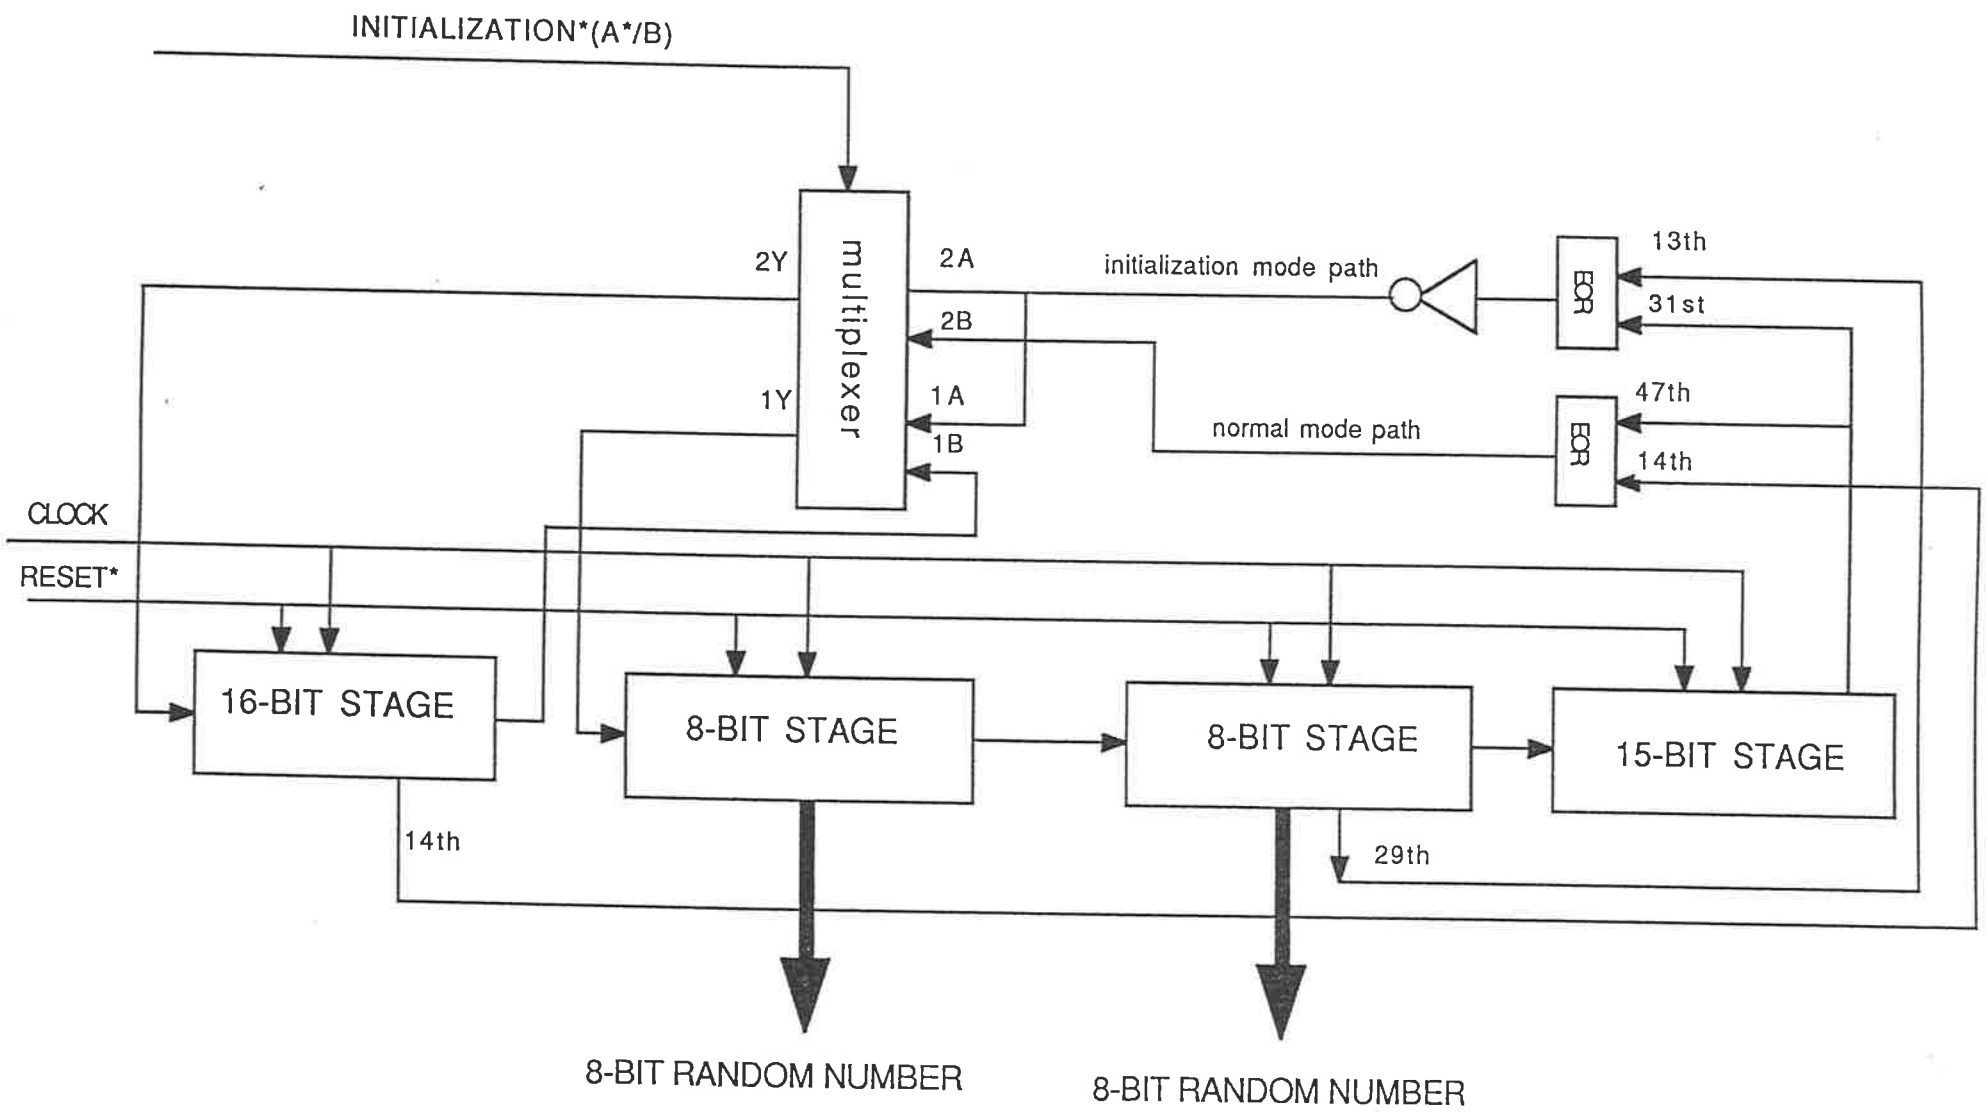 INITIALIZATION*(A*/B)
2Y
multiplexer
2A
initialization mode path
EOR
13th
31st
2B
1Y
1A
1B
normal mode path
EOR
47th
14th
CLOCK
RESET*
16-BIT STAGE
8-BIT STAGE
8-BIT STAGE
15-BIT STAGE
14th
29th
8-BIT RANDOM NUMBER
8-BIT RANDOM NUMBER